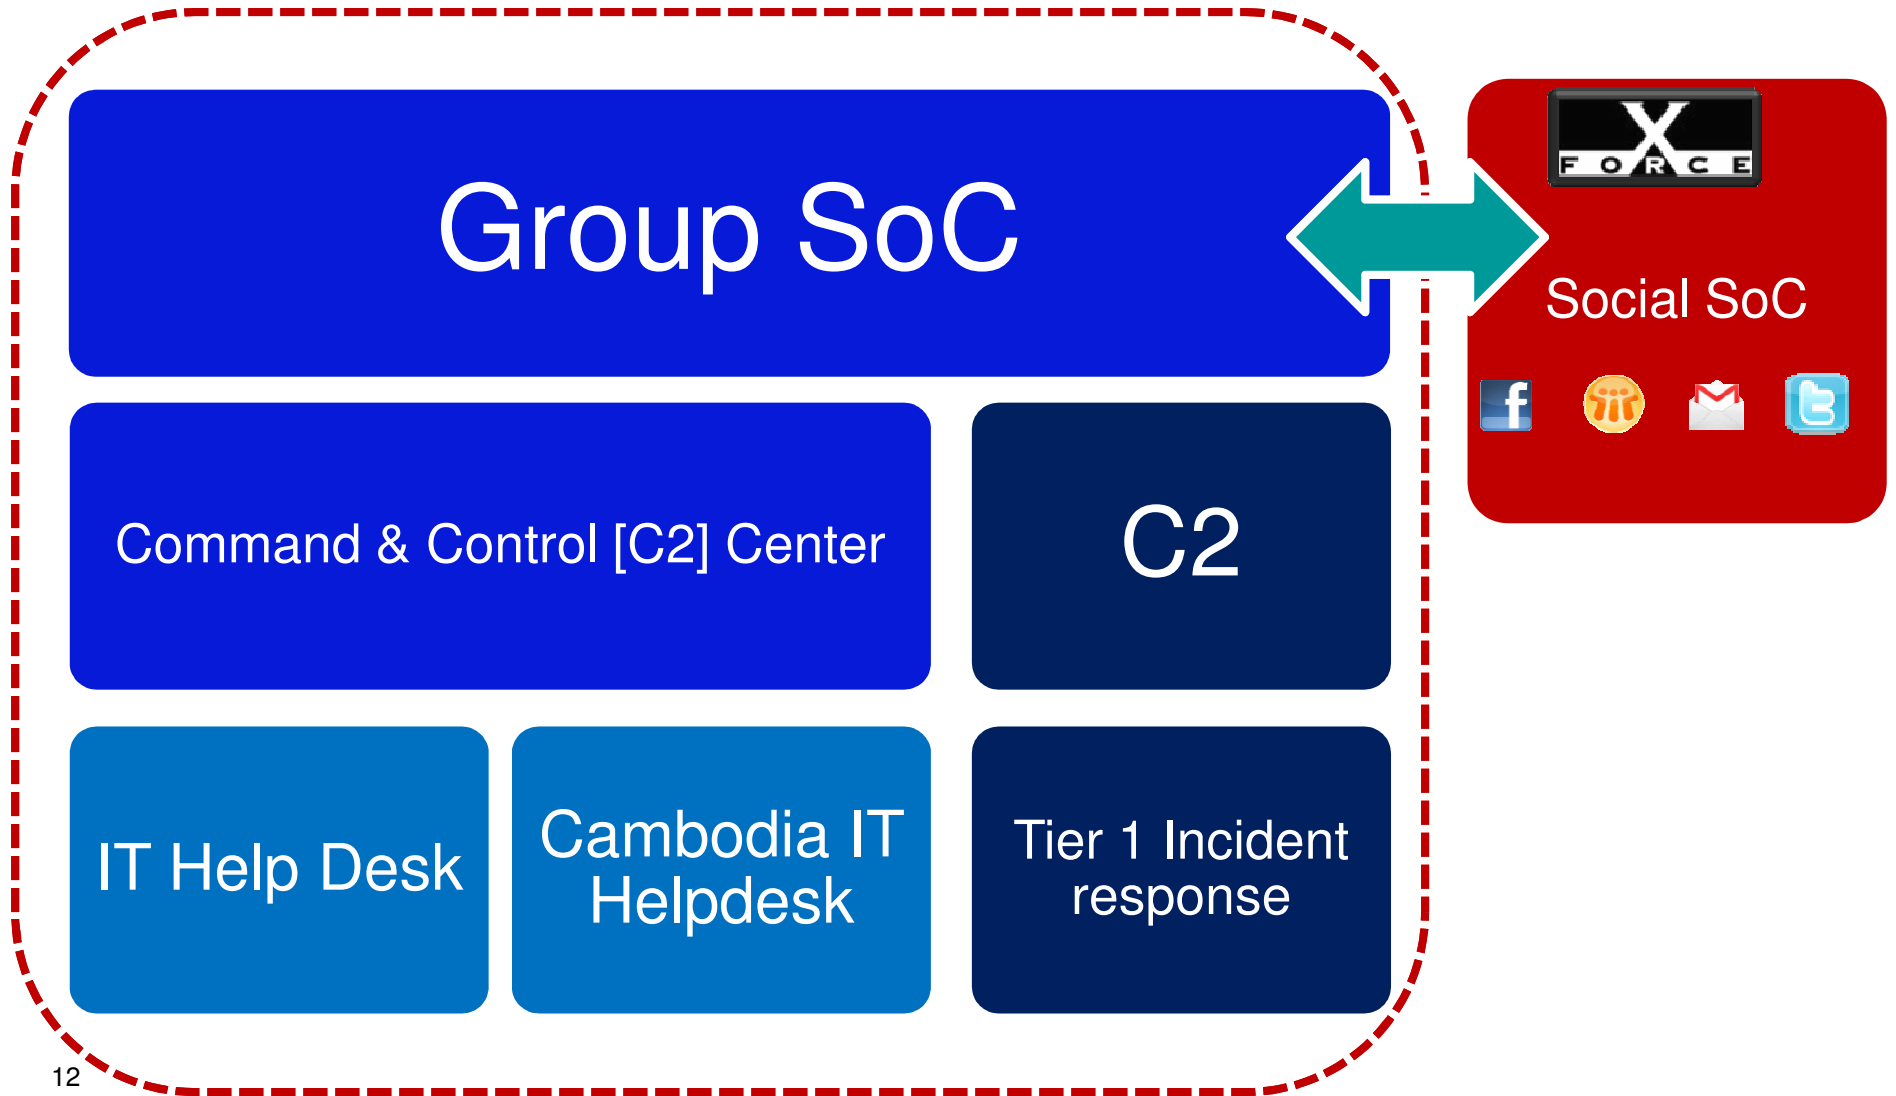 Group SoC
X
FORCE
Social SoC
f
t
Command & Control [C2] Center
C2
IT Help Desk
Cambodia IT
Helpdesk
Tier 1 Incident
response
12